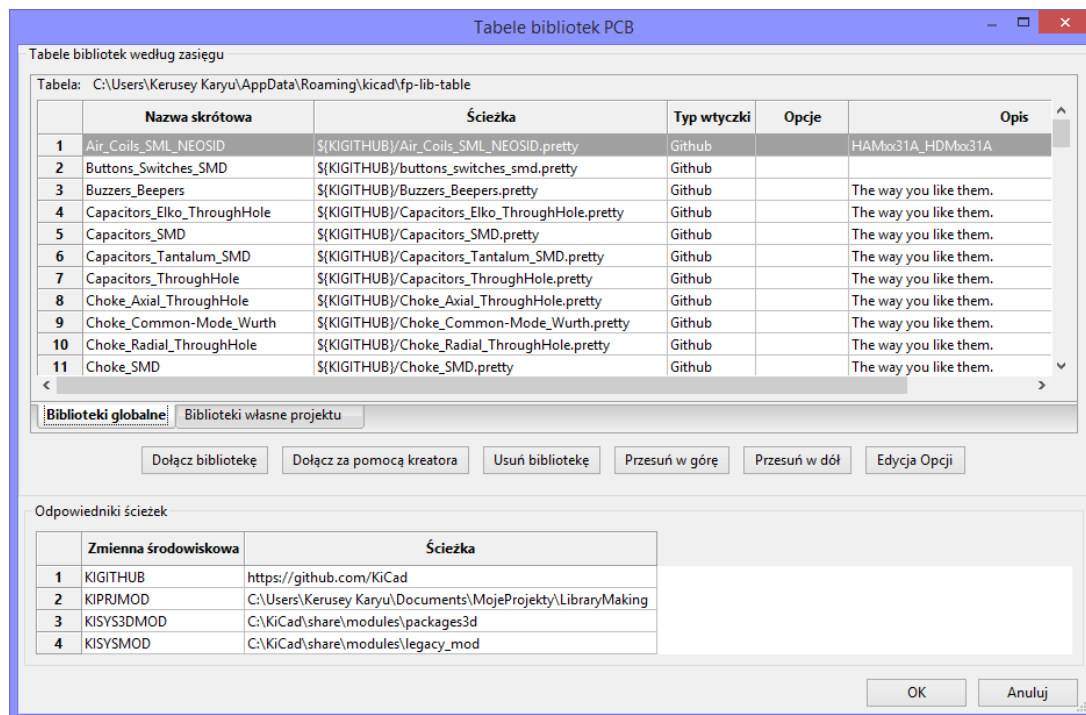 Tabele bibliotek PCB
Tabele bibliotek według zasięgu
Tabela: C:\Users\Kerusey Karyu\AppData\Roaming\kicad\fp-lib-table
Nazwa skrótowa Ścieżka Typ wtyczki Opcje Opis
1 Air_Coils_SML_NEOSID ${KIGITHUB}/Air_Coils_SML_NEOSID.pretty Github HAMxx31A_HDMxx31A
2 Buttons_Switches_SMD ${KIGITHUB}/buttons_switches_smd.pretty Github
3 Buzzers_Beepers ${KIGITHUB}/Buzzers_Beepers.pretty Github The way you like them.
4 Capacitors_Elko_ThroughHole ${KIGITHUB}/Capacitors_Elko_ThroughHole.pretty Github The way you like them.
5 Capacitors_SMD ${KIGITHUB}/Capacitors_SMD.pretty Github The way you like them.
6 Capacitors_Tantalum_SMD ${KIGITHUB}/Capacitors_Tantalum_SMD.pretty Github The way you like them.
7 Capacitors_ThroughHole ${KIGITHUB}/Capacitors_ThroughHole.pretty Github The way you like them.
8 Choke_Axial_ThroughHole ${KIGITHUB}/Choke_Axial_ThroughHole.pretty Github The way you like them.
9 Choke_Common-Mode_Wurth ${KIGITHUB}/Choke_Common-Mode_Wurth.pretty Github The way you like them.
10 Choke_Radial_ThroughHole ${KIGITHUB}/Choke_Radial_ThroughHole.pretty Github The way you like them.
11 Choke_SMD ${KIGITHUB}/Choke_SMD.pretty Github The way you like them.
Biblioteki globalne Biblioteki własne projektu
Dołącz bibliotekę Dołącz za pomocą kreatora Usuń bibliotekę Przesuń w górę Przesuń w dół Edycja Opcji
Odpowiedniki ścieżek
Zmienna środowiskowa Ścieżka
1 KIGITHUB https://github.com/KiCad
2 KIPRJMOD C:\Users\Kerusey Karyu\Documents\MojeProjekty\LibraryMaking
3 KISYS3DMOD C:\KiCad\share\modules\packages3d
4 KISYSMOD C:\KiCad\share\modules\legacy_mod
OK Anuluj